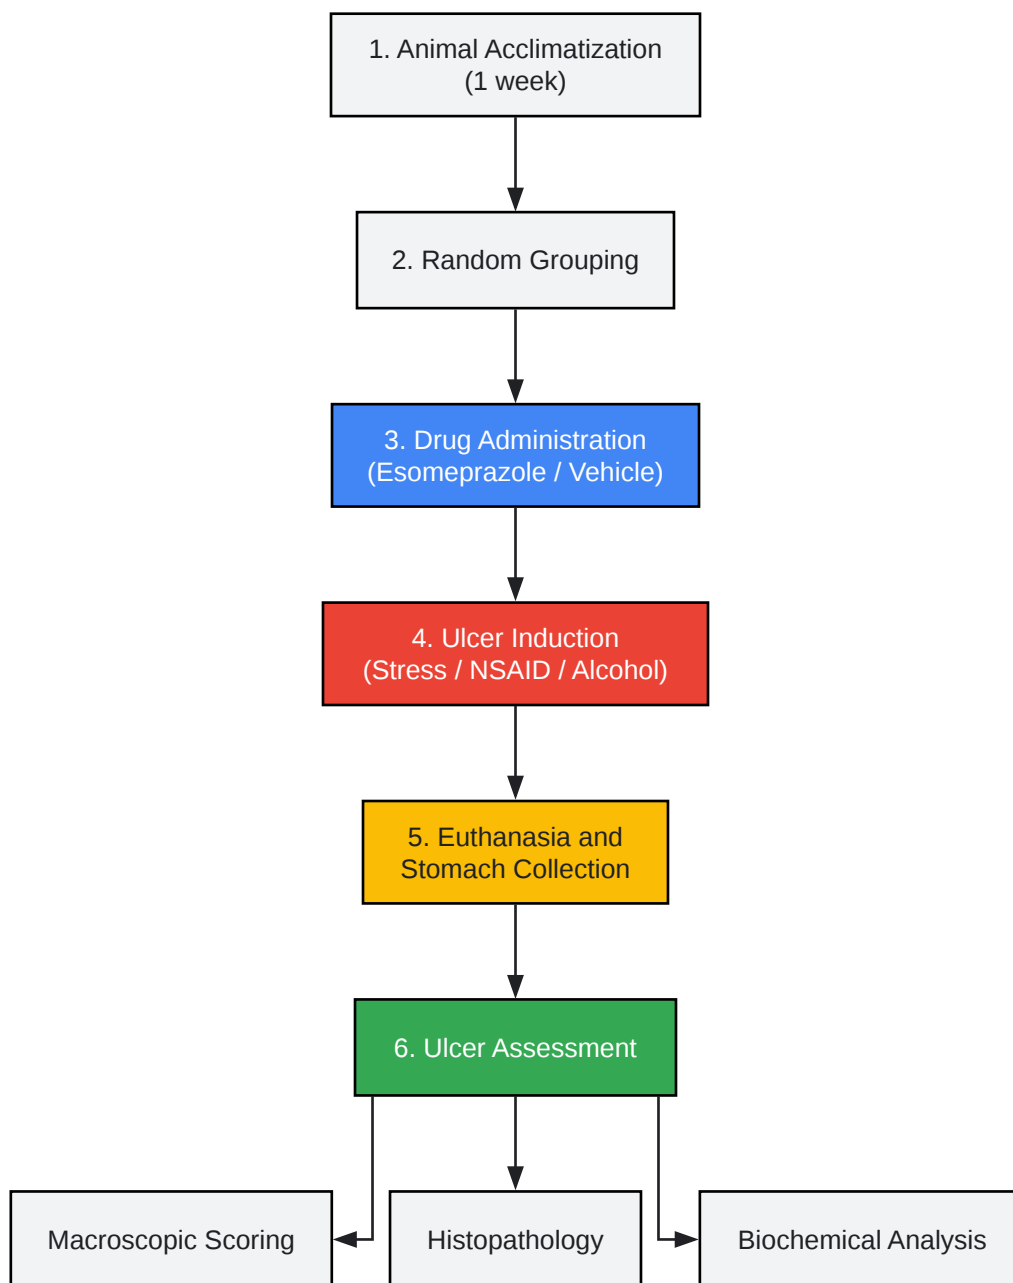 1. Animal Acclimatization
(1 week)
2. Random Grouping
3. Drug Administration
(Esomeprazole / Vehicle)
4. Ulcer Induction
(Stress / NSAID / Alcohol)
5. Euthanasia and
Stomach Collection
6. Ulcer Assessment
Macroscopic Scoring
Histopathology
Biochemical Analysis